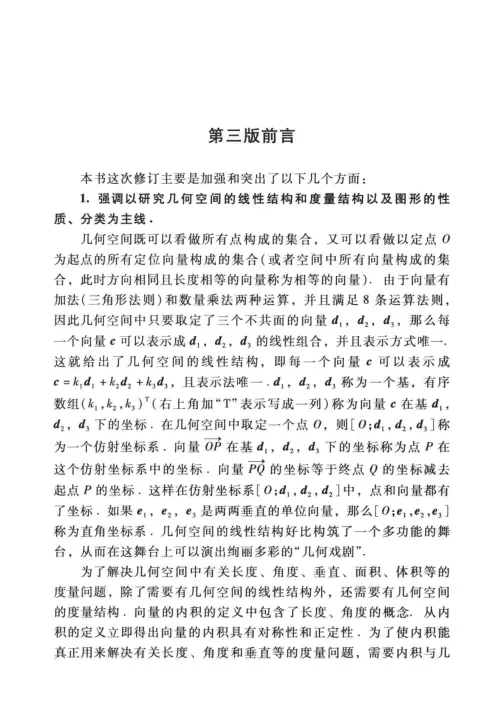 第三版前言
本书这次修订主要是加强和突出了以下几个方面：
1. 强调以研究几何空间的线性结构和度量结构以及图形的性
质、分类为主线.
几何空间既可以看做所有点构成的集合，又可以看做以定点 O
为起点的所有定位向量构成的集合(或者空间中所有向量构成的集
合，此时方向相同且长度相等的向量称为相等的向量). 由于向量有
加法(三角形法则)和数量乘法两种运算，并且满足 8 条运算法则，
因此几何空间中只要取定了三个不共面的向量 d₁，d₂，d₃，那么每
一个向量 c 可以表示成 d₁，d₂，d₃ 的线性组合，并且表示方式唯一.
这就给出了几何空间的线性结构，即每一个向量 c 可以表示成
c=k₁d₁+k₂d₂+k₃d₃，且表示法唯一. d₁，d₂，d₃ 称为一个基，有序
数组(k₁,k₂,k₃)ᵀ(右上角加“T”表示写成一列)称为向量 c 在基 d₁，
d₂，d₃ 下的坐标. 在几何空间中取定一个点 O，则[O;d₁,d₂,d₃]称
为一个仿射坐标系. 向量 \overrightarrow{OP} 在基 d₁，d₂，d₃ 下的坐标称为点 P 在
这个仿射坐标系中的坐标. 向量 \overrightarrow{PQ} 的坐标等于终点 Q 的坐标减去
起点 P 的坐标. 这样在仿射坐标系[O;d₁,d₂,d₂]中，点和向量都有
了坐标. 如果 e₁，e₂，e₃ 是两两垂直的单位向量，那么[O;e₁,e₂,e₃]
称为直角坐标系. 几何空间的线性结构好比构筑了一个多功能的舞
台，从而在这舞台上可以演出绚丽多彩的“几何戏剧”.
为了解决几何空间中有关长度、角度、垂直、面积、体积等的
度量问题，除了需要有几何空间的线性结构外，还需要有几何空间
的度量结构. 向量的内积的定义中包含了长度、角度的概念. 从内
积的定义立即得出向量的内积具有对称性和正定性. 为了使内积能
真正用来解决有关长度、角度和垂直等的度量问题，需要内积与几